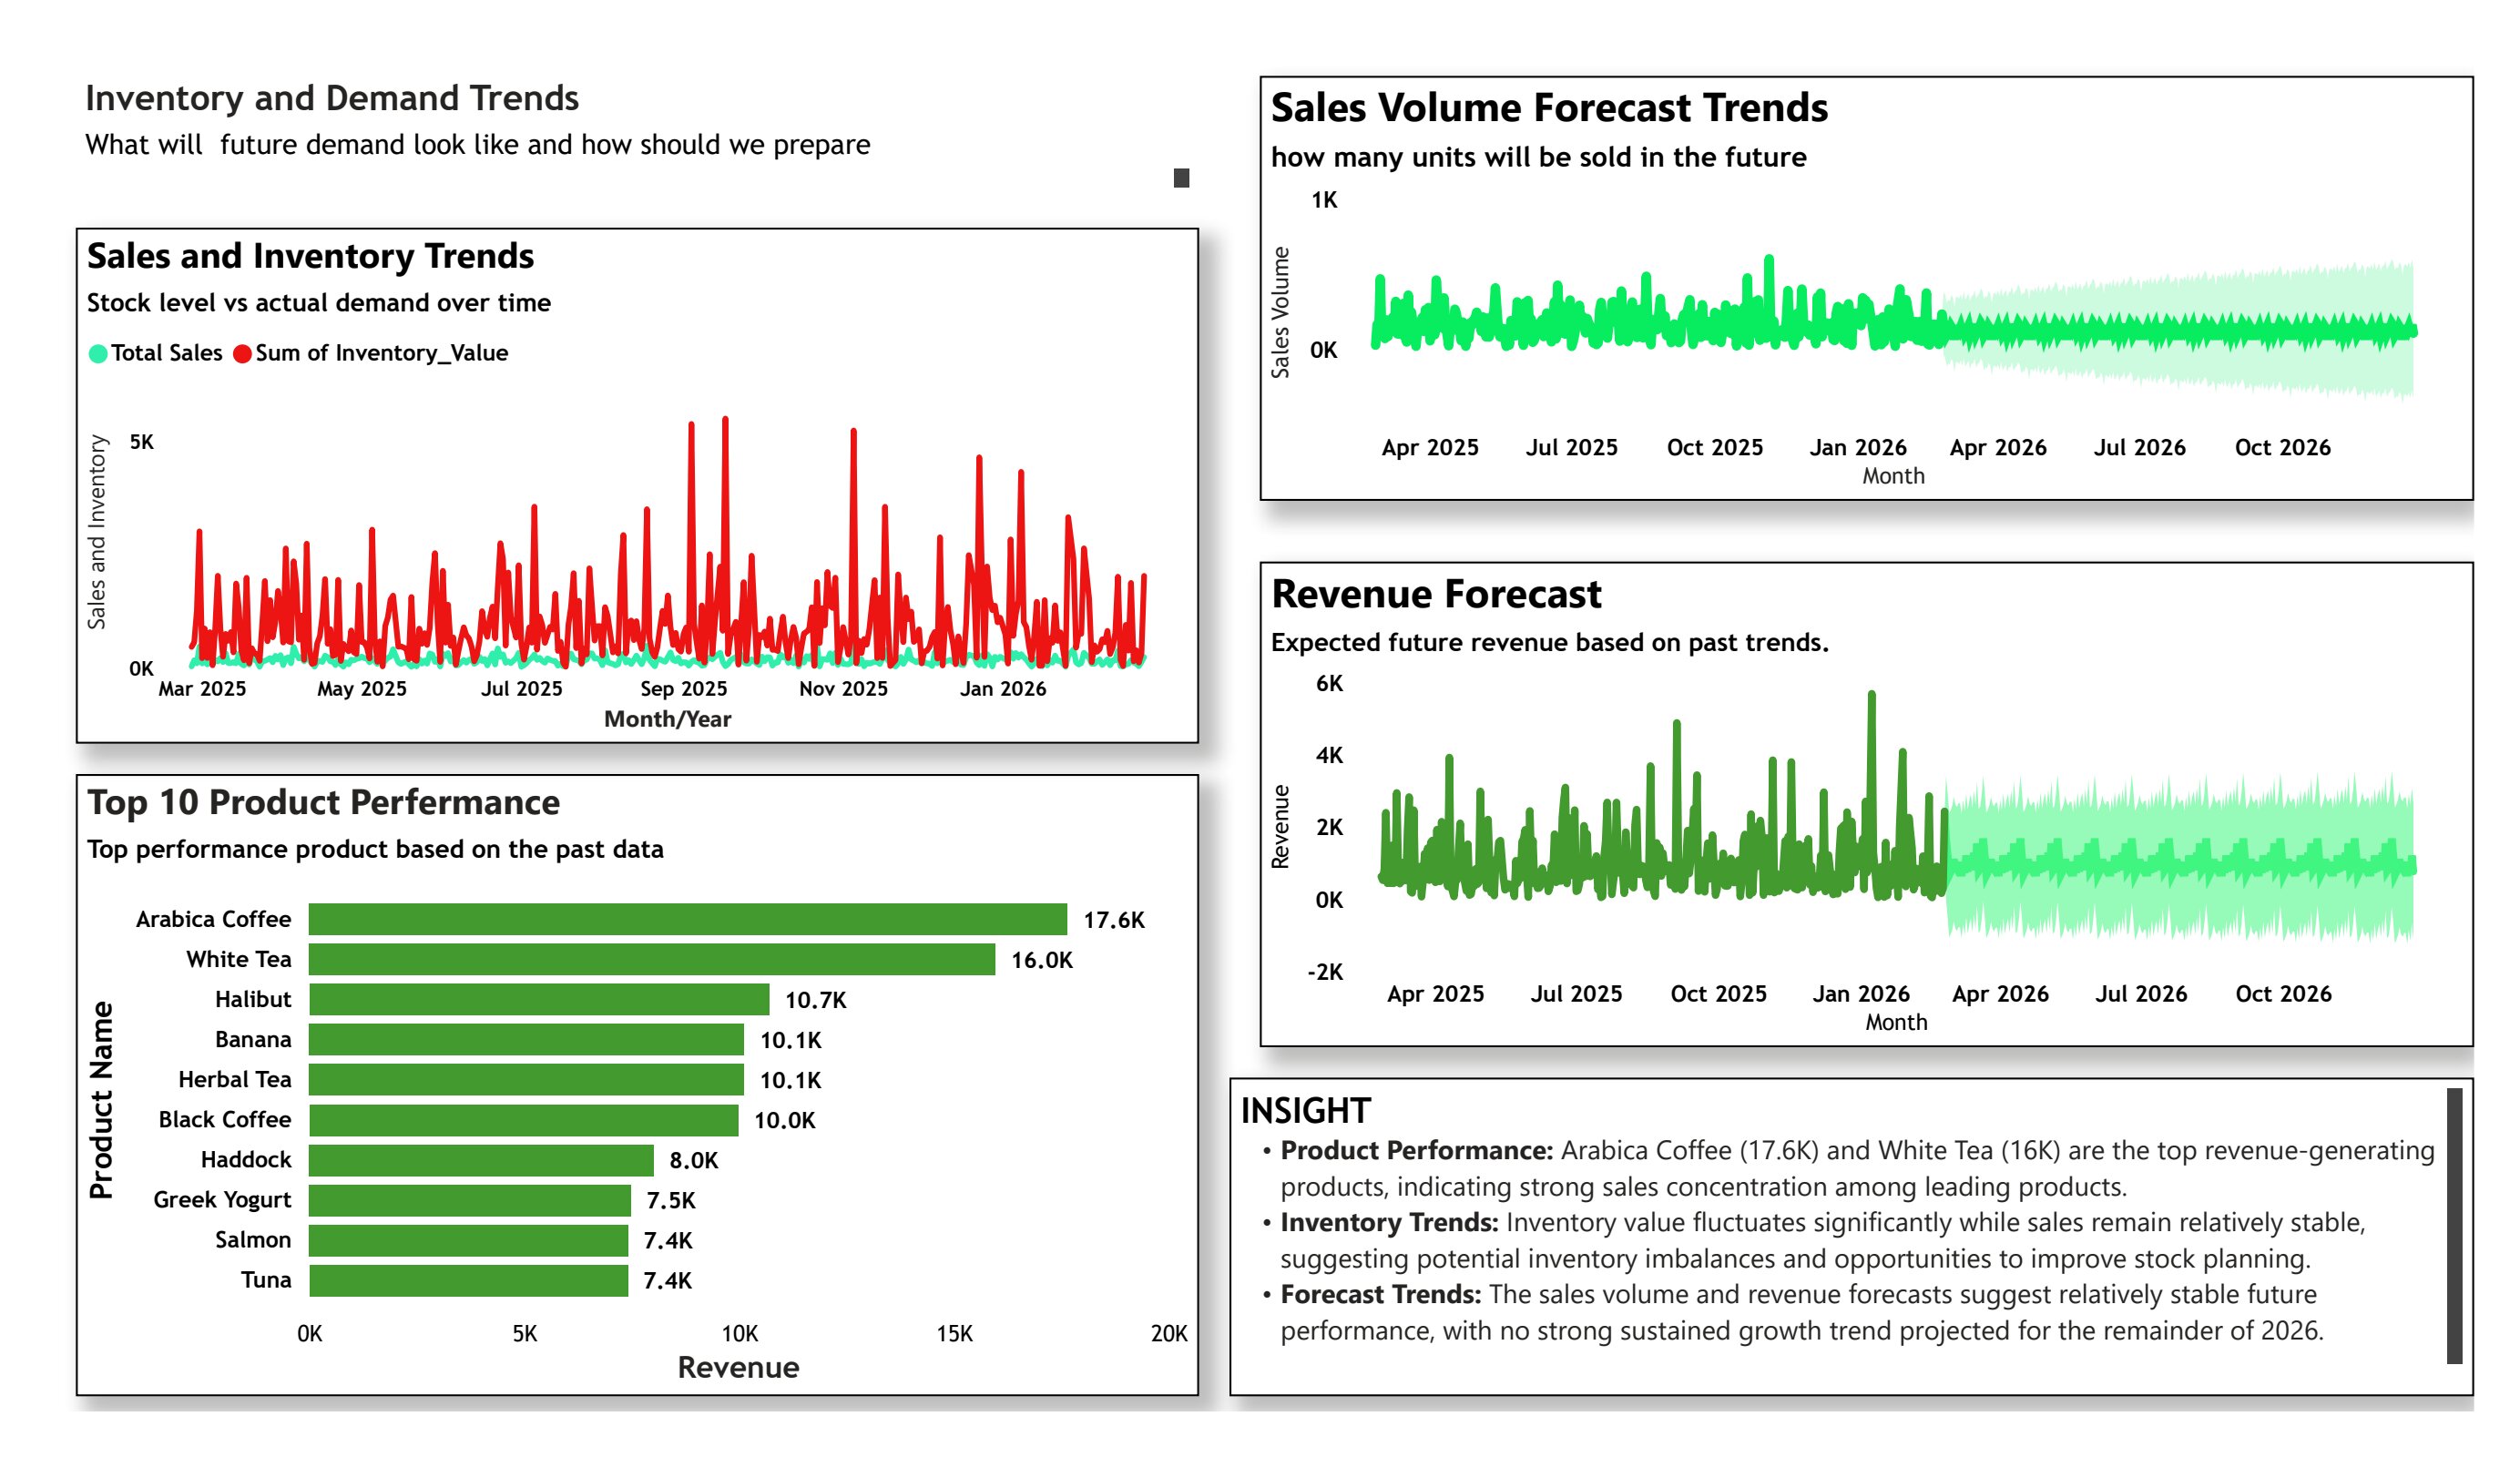 Inventory and Demand Trends
What will  future demand look like and how should we prepare
Sales and Inventory Trends
Stock level vs actual demand over time
Total Sales Sum of Inventory_Value
Sales and Inventory
5K
0K
Mar 2025 May 2025 Jul 2025 Sep 2025 Nov 2025 Jan 2026
Month/Year
Top 10 Product Perfermance
Top performance product based on the past data
Product Name
Arabica Coffee 17.6K
White Tea 16.0K
Halibut 10.7K
Banana 10.1K
Herbal Tea 10.1K
Black Coffee 10.0K
Haddock 8.0K
Greek Yogurt 7.5K
Salmon 7.4K
Tuna 7.4K
0K 5K 10K 15K 20K
Revenue
Sales Volume Forecast Trends
how many units will be sold in the future
Sales Volume
1K
0K
Apr 2025 Jul 2025 Oct 2025 Jan 2026 Apr 2026 Jul 2026 Oct 2026
Month
Revenue Forecast
Expected future revenue based on past trends.
Revenue
6K
4K
2K
0K
-2K
Apr 2025 Jul 2025 Oct 2025 Jan 2026 Apr 2026 Jul 2026 Oct 2026
Month
INSIGHT
• Product Performance: Arabica Coffee (17.6K) and White Tea (16K) are the top revenue-generating
products, indicating strong sales concentration among leading products.
• Inventory Trends: Inventory value fluctuates significantly while sales remain relatively stable,
suggesting potential inventory imbalances and opportunities to improve stock planning.
• Forecast Trends: The sales volume and revenue forecasts suggest relatively stable future
performance, with no strong sustained growth trend projected for the remainder of 2026.